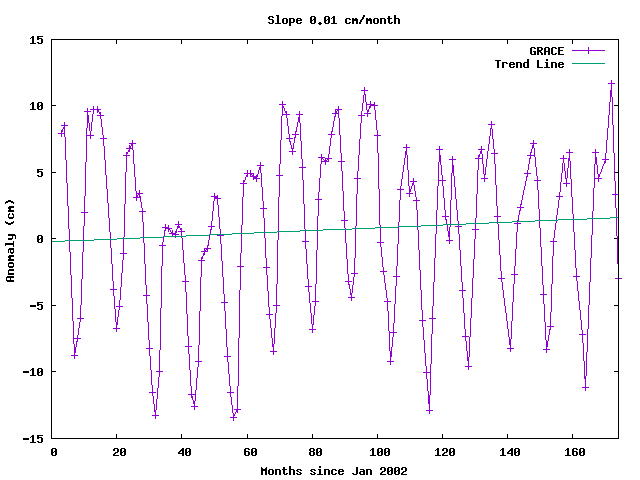 Slope 0.01 cm/month
GRACE
Trend Line
15
10
5
0
-5
-10
-15
Anomaly (cm)
0 20 40 60 80 100 120 140 160
Months since Jan 2002